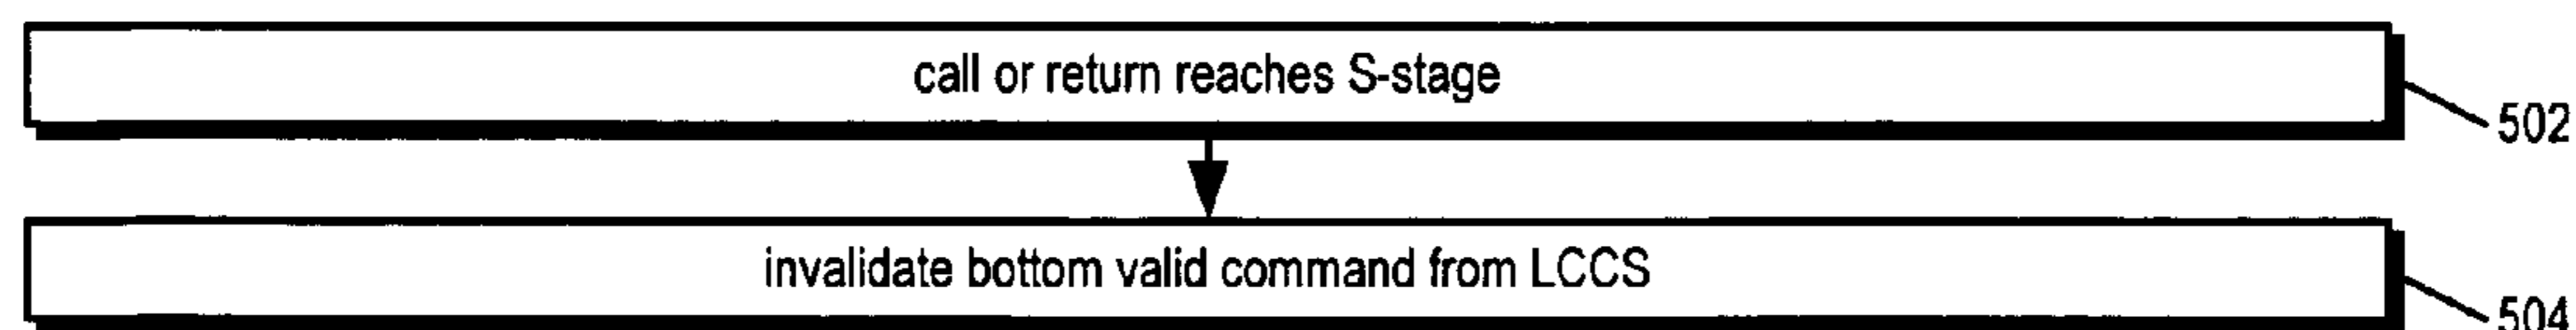 call or return reaches S-stage
502
invalidate bottom valid command from LCCS
504